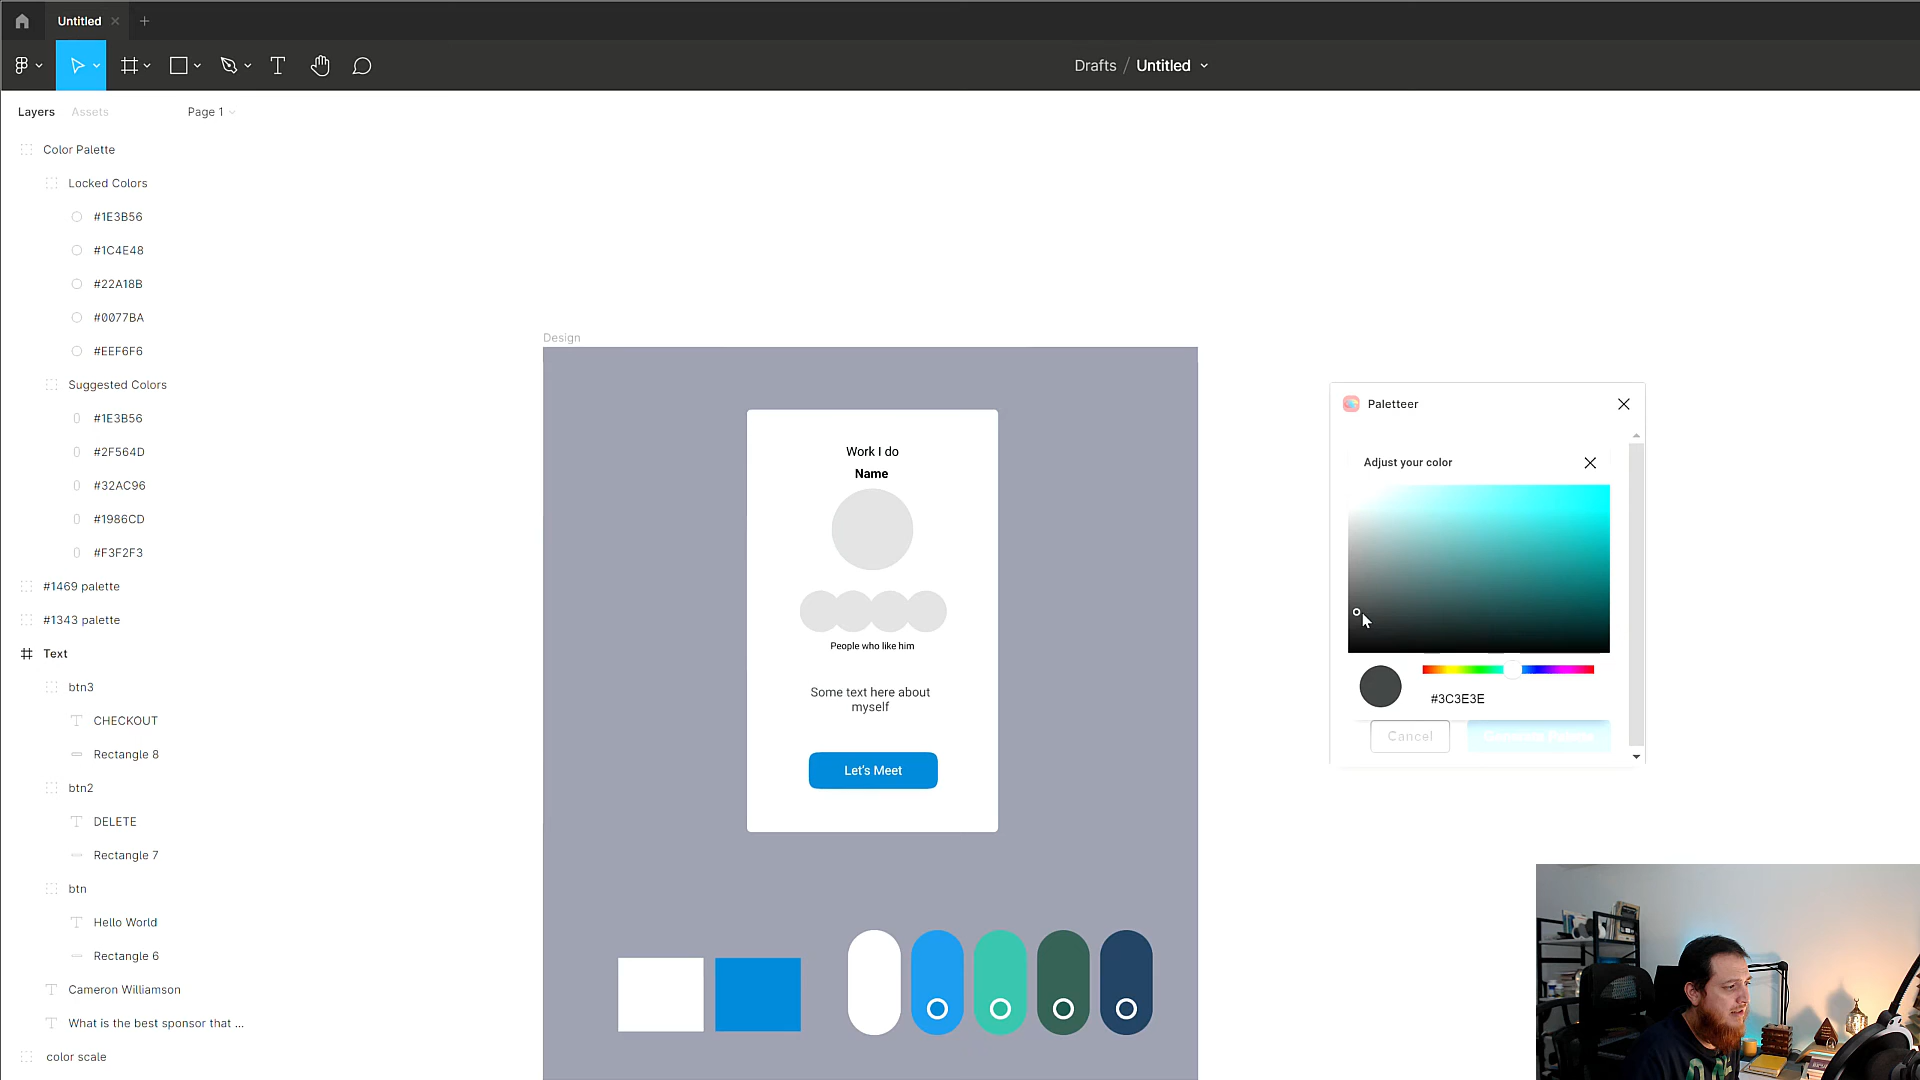 Untitled
Drafts / Untitled
Layers
Assets
Page 1
Color Palette
Locked Colors
#1E3B56
#1C4E48
#22A18B
#0077BA
#EEF6F6
Suggested Colors
#1E3B56
#2F564D
#32AC96
#1986CD
#F3F2F3
#1469 palette
#1343 palette
Text
btn3
CHECKOUT
Rectangle 8
btn2
DELETE
Rectangle 7
btn
Hello World
Rectangle 6
Cameron Williamson
What is the best sponsor that ...
color scale
Design
Work I do
Name
People who like him
Some text here about
myself
Let's Meet
Paletteer
Adjust your color
#3C3E3E
Cancel